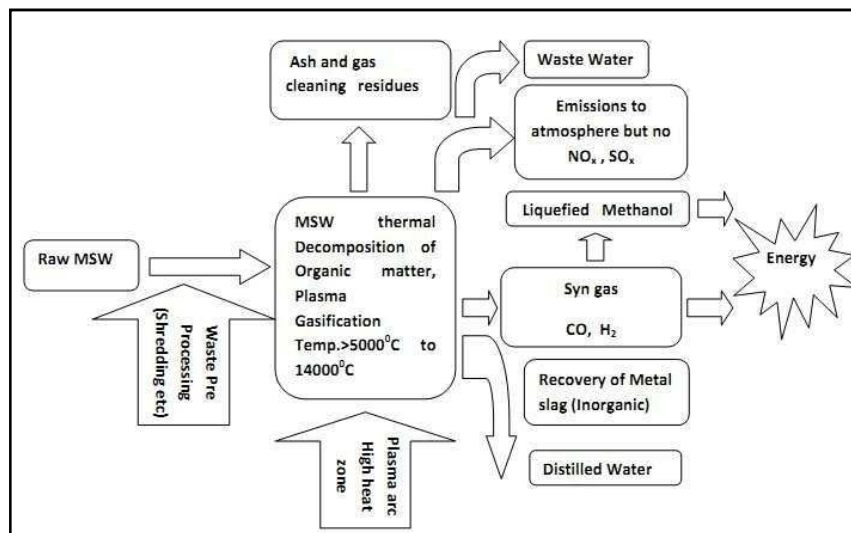 Ash and gas
cleaning residues
Waste Water
Emissions to
atmosphere but no
NOₓ , SOₓ
Liquefied Methanol
MSW thermal
Decomposition of
Organic matter,
Plasma
Gasification
Temp.>5000⁰C to
14000⁰C
Raw MSW
Energy
Syn gas
CO, H₂
Waste Pre
Processing
(Shredding etc)
Recovery of Metal
slag (Inorganic)
Plasma arc
High heat
zone
Distilled Water